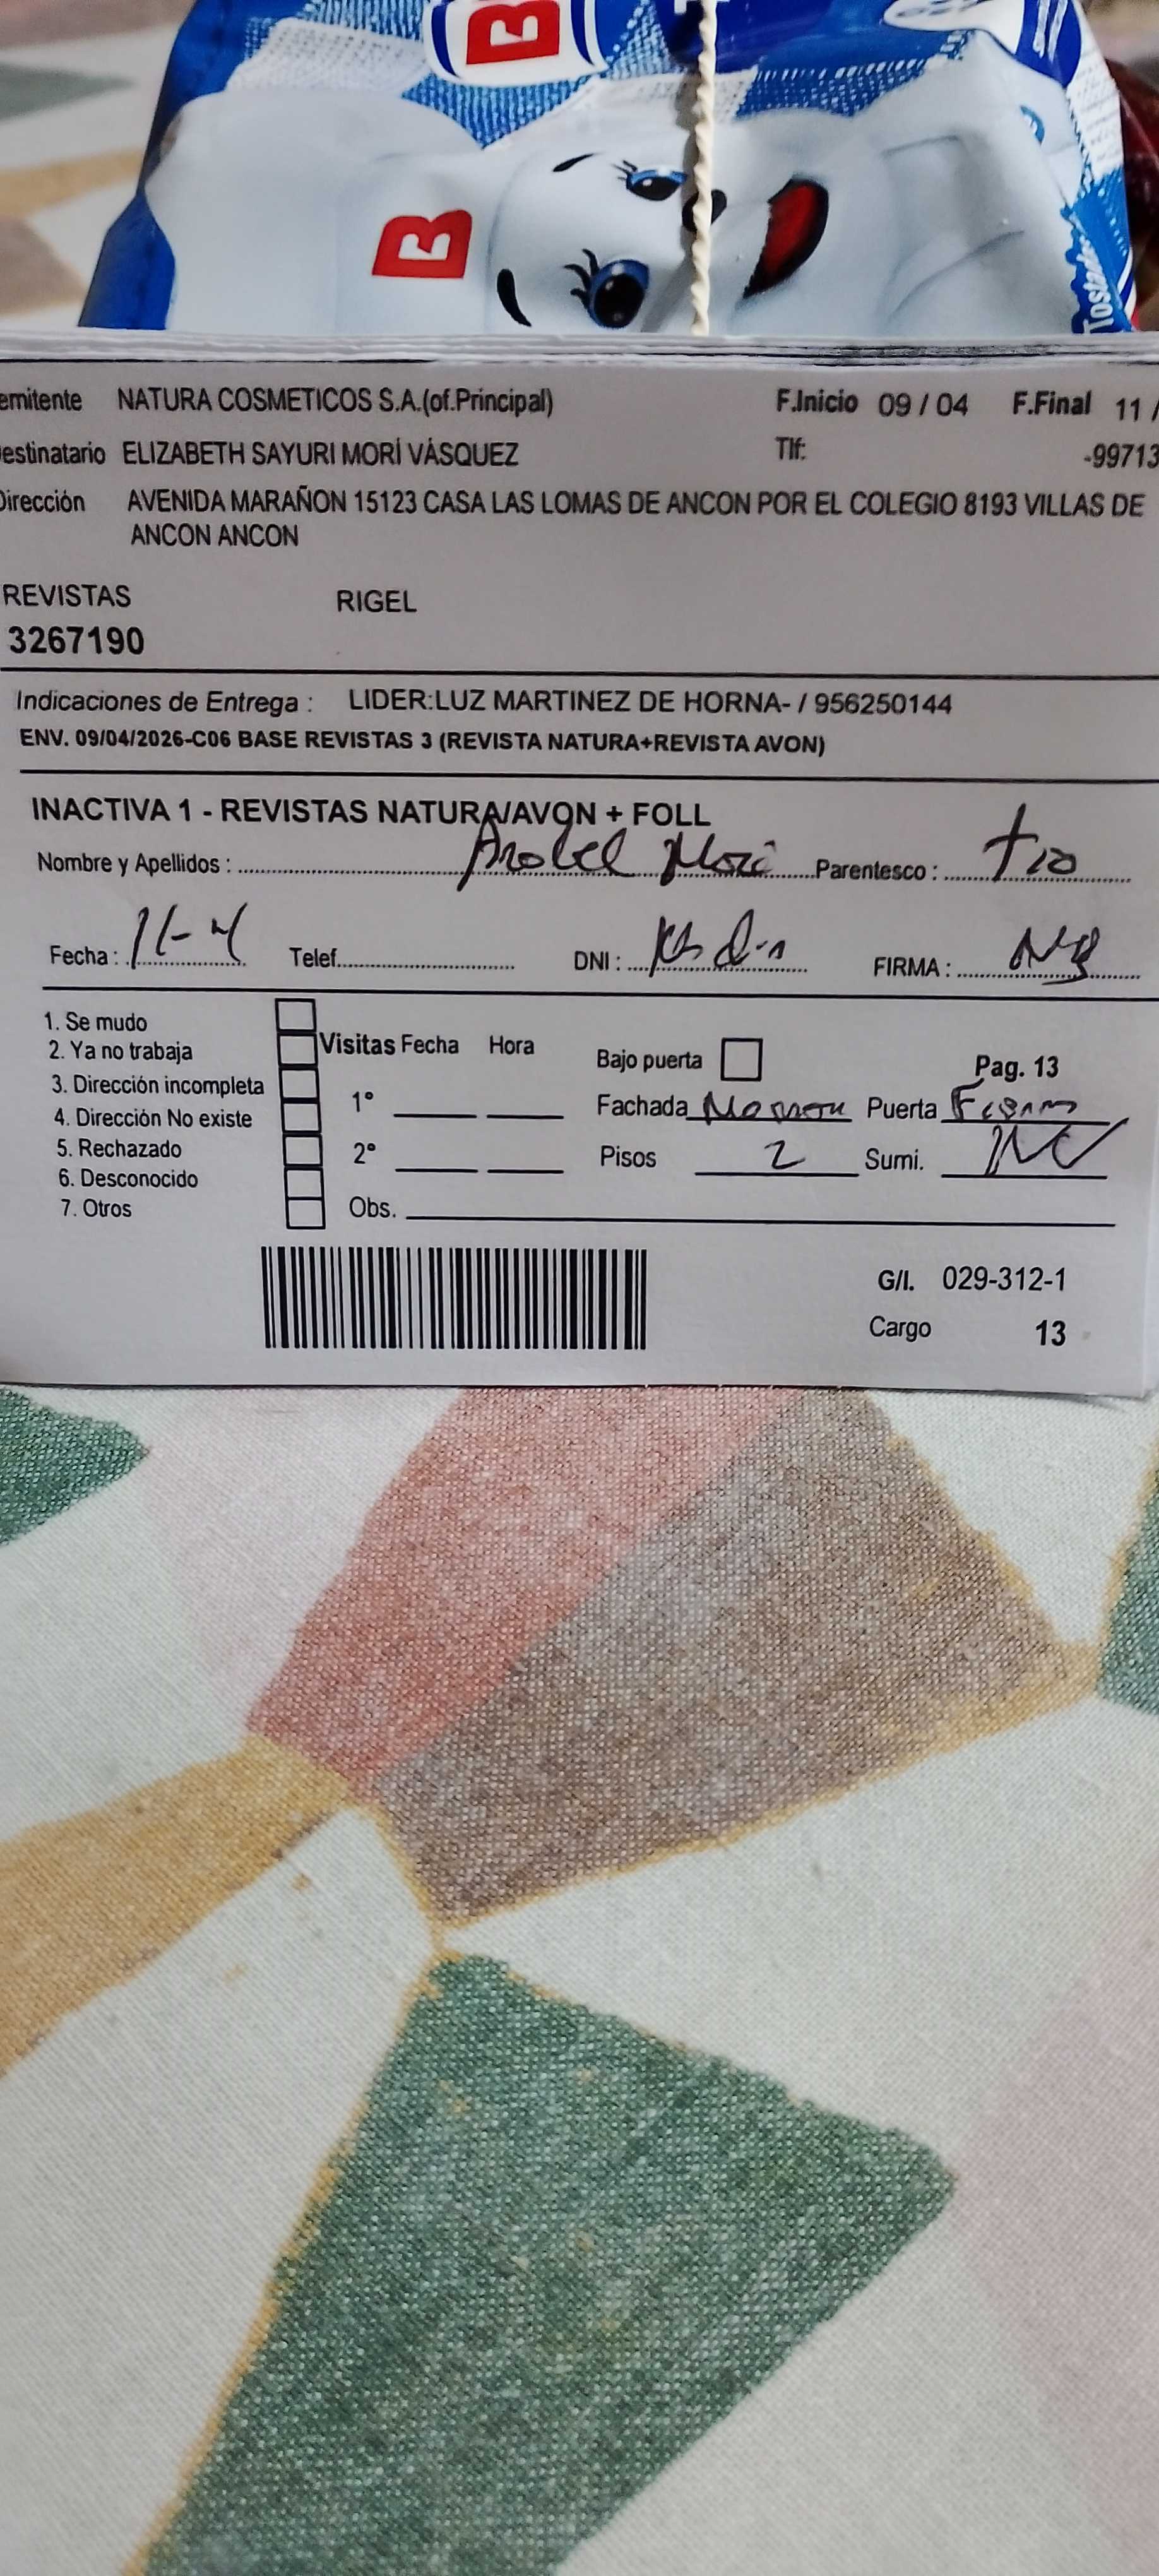 B
B
Tostado
emitente NATURA COSMETICOS S.A.(of.Principal) F.Inicio 09 / 04 F.Final 11 /
estinatario ELIZABETH SAYURI MORÍ VÁSQUEZ Tlf: -99713
Dirección AVENIDA MARAÑON 15123 CASA LAS LOMAS DE ANCON POR EL COLEGIO 8193 VILLAS DE
ANCON ANCON
REVISTAS RIGEL
3267190
Indicaciones de Entrega : LIDER:LUZ MARTINEZ DE HORNA- / 956250144
ENV. 09/04/2026-C06 BASE REVISTAS 3 (REVISTA NATURA+REVISTA AVON)
INACTIVA 1 - REVISTAS NATURA/AVON + FOLL
Nombre y Apellidos : Mori Parentesco : tia
Fecha : 11-4 Telef. DNI : FIRMA :
1. Se mudo
2. Ya no trabaja Visitas Fecha Hora Bajo puerta Pag. 13
3. Dirección incompleta 1° Fachada Puerta
4. Dirección No existe
5. Rechazado 2° Pisos 2 Sumi.
6. Desconocido
7. Otros Obs.
G/I. 029-312-1
Cargo 13